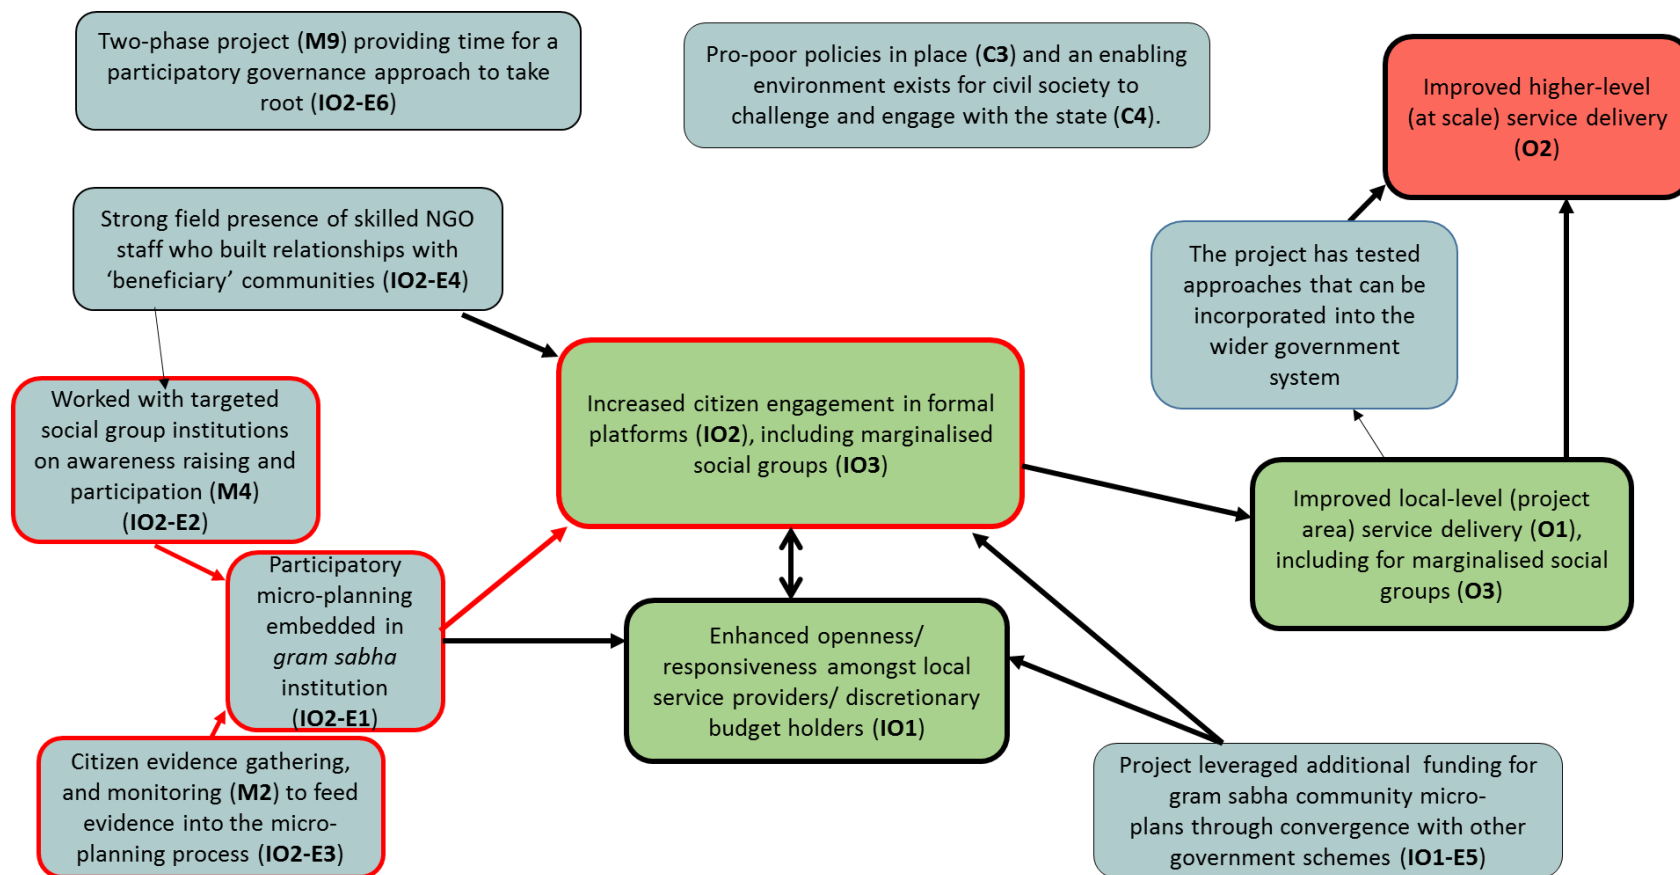 Two-phase project (M9) providing time for a
participatory governance approach to take
root (IO2-E6)
Pro-poor policies in place (C3) and an enabling
environment exists for civil society to
challenge and engage with the state (C4).
Improved higher-level
(at scale) service delivery
(O2)
Strong field presence of skilled NGO
staff who built relationships with
‘beneficiary’ communities (IO2-E4)
The project has tested
approaches that can be
incorporated into the
wider government
system
Worked with targeted
social group institutions
on awareness raising and
participation (M4)
(IO2-E2)
Increased citizen engagement in formal
platforms (IO2), including marginalised
social groups (IO3)
Improved local-level (project
area) service delivery (O1),
including for marginalised social
groups (O3)
Participatory
micro-planning
embedded in
gram sabha
institution
(IO2-E1)
Enhanced openness/
responsiveness amongst local
service providers/ discretionary
budget holders (IO1)
Citizen evidence gathering,
and monitoring (M2) to feed
evidence into the micro-
planning process (IO2-E3)
Project leveraged additional funding for
gram sabha community micro-
plans through convergence with other
government schemes (IO1-E5)